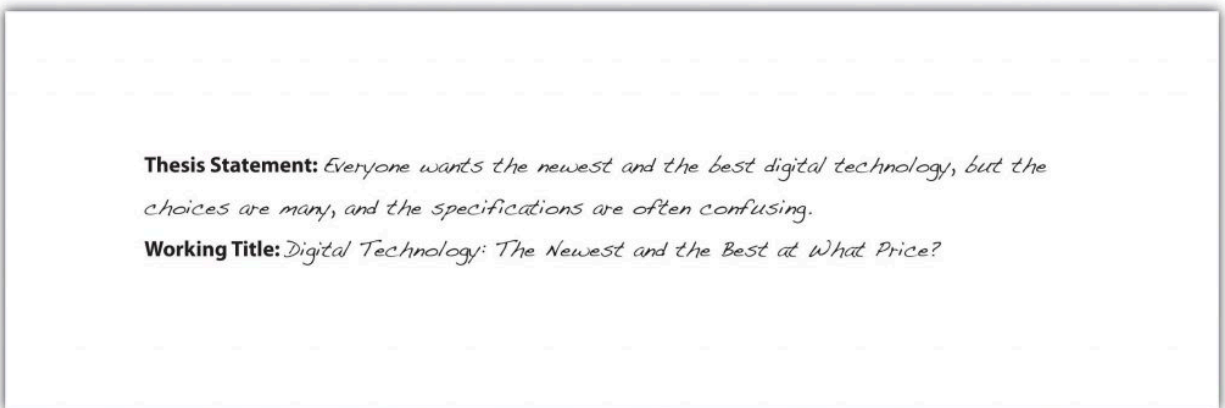 Thesis Statement: Everyone wants the newest and the best digital technology, but the
choices are many, and the specifications are often confusing.
Working Title: Digital Technology: The Newest and the Best at What Price?